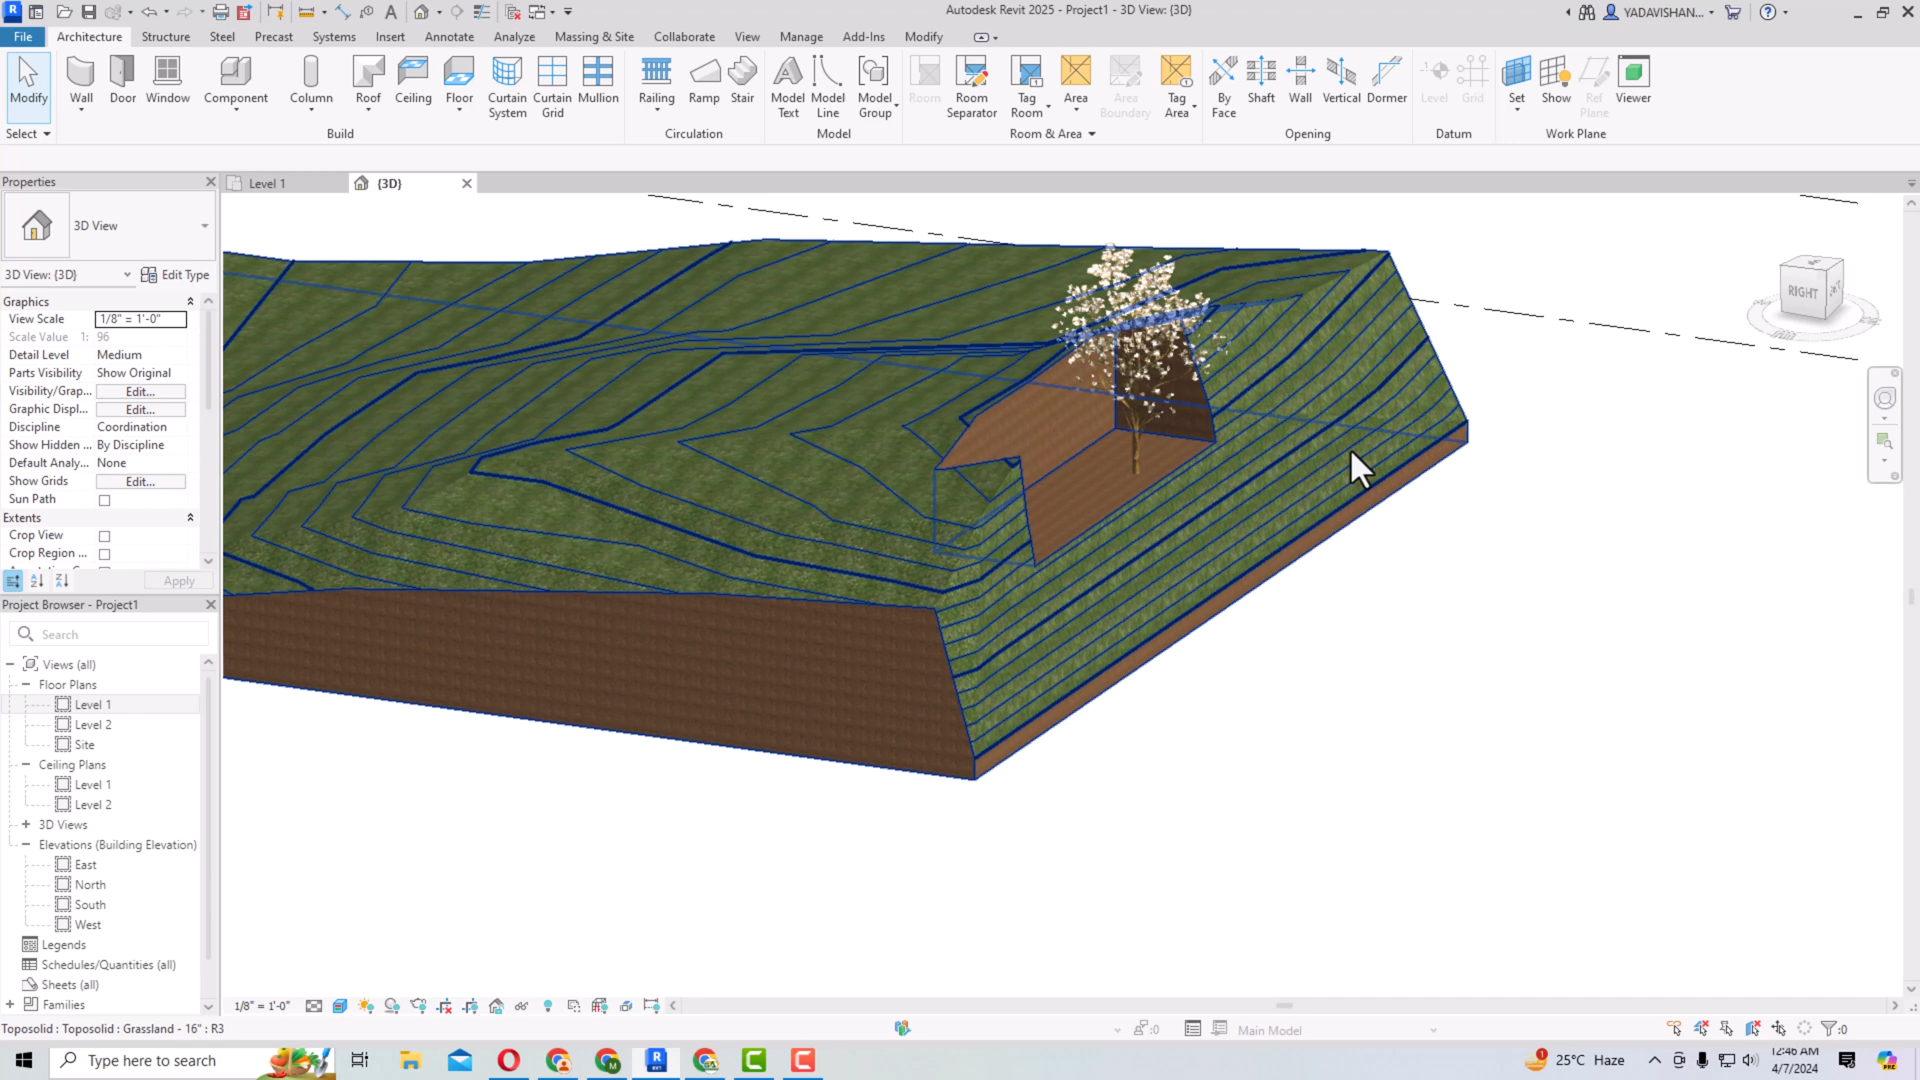 Autodesk Revit 2025 - Project1 - 3D View: {3D}
YADAVISHAN...
File Architecture Structure Steel Precast Systems Insert Annotate Analyze Massing & Site Collaborate View Manage Add-Ins Modify
Modify Wall Door Window Component Column Roof Ceiling Floor Curtain System Curtain Grid Mullion Railing Ramp Stair Model Text Model Line Model Group Room Room Separator Tag Room Area Area Boundary Tag Area By Face Shaft Wall Vertical Dormer Level Grid Set Show Ref Plane Viewer
Select Build Circulation Model Room & Area Opening Datum Work Plane
Properties
Level 1
{3D}
3D View
3D View: {3D} Edit Type
Graphics
View Scale 1/8" = 1'-0"
Scale Value 1: 96
Detail Level Medium
Parts Visibility Show Original
Visibility/Grap... Edit...
Graphic Displ... Edit...
Discipline Coordination
Show Hidden ... By Discipline
Default Analy... None
Show Grids Edit...
Sun Path
Extents
Crop View
Crop Region ...
Apply
RIGHT
Project Browser - Project1
Search
Views (all)
Floor Plans
Level 1
Level 2
Site
Ceiling Plans
Level 1
Level 2
3D Views
Elevations (Building Elevation)
East
North
South
West
Legends
Schedules/Quantities (all)
Sheets (all)
Families
1/8" = 1'-0"
Toposolid : Toposolid : Grassland - 16" : R3
:0
Main Model
:0
Type here to search
25°C Haze
12:46 AM
4/7/2024